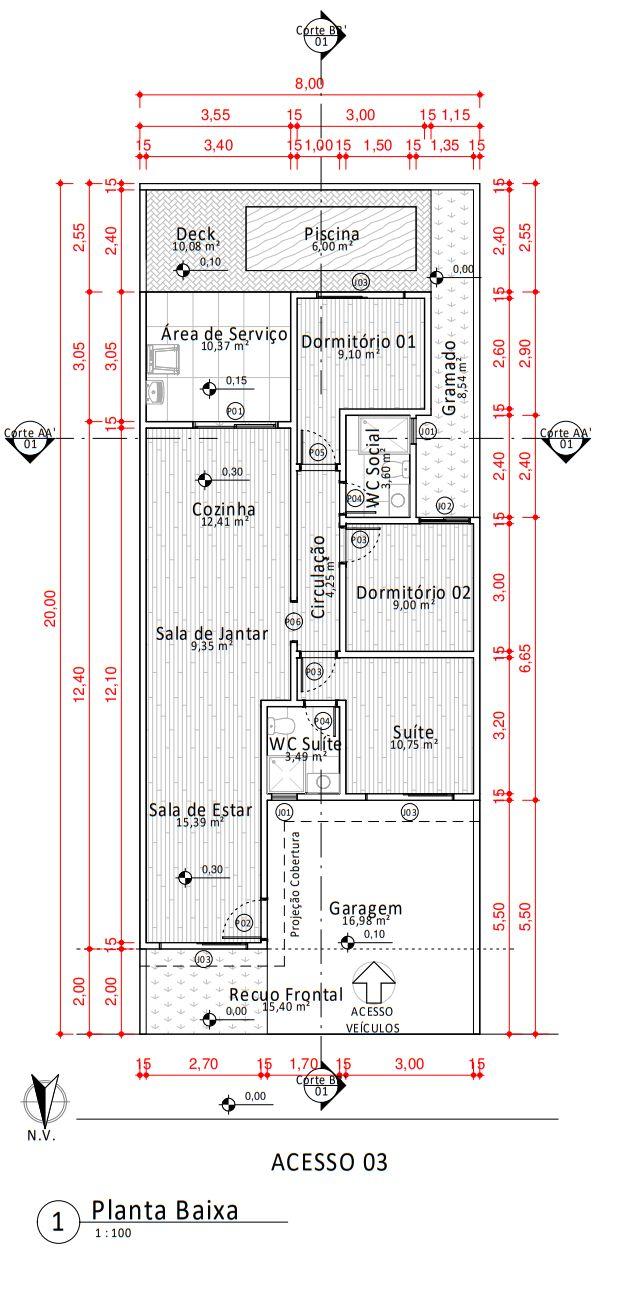 Corte BB'
01
8,00
3,55
15
3,00
15
1,15
15
3,40
15
1,00
15
1,50
15
1,35
15
15
15
2,55
2,40
2,40
2,55
Deck
10,08 m²
Piscina
6,00 m²
0,10
0,00
J03
15
Área de Serviço
10,37 m²
Dormitório 01
9,10 m²
3,05
3,05
2,60
2,90
Gramado
8,54 m²
0,15
P01
15
15
Corte AA'
01
J01
Corte AA'
01
WC Social
3,60 m²
P05
2,40
2,40
0,30
P04
J02
Cozinha
12,41 m²
15
P03
Circulação
4,25 m²
Dormitório 02
9,00 m²
3,00
20,00
P06
Sala de Jantar
9,35 m²
15
6,65
P03
12,40
12,10
P04
Suíte
10,75 m²
3,20
WC Suíte
3,49 m²
15
Sala de Estar
15,39 m²
J01
J03
Projeção Cobertura
0,30
Garagem
16,98 m²
5,50
5,50
P02
0,10
15
J03
Recuo Frontal
15,40 m²
2,00
2,00
0,00
ACESSO
VEÍCULOS
15
2,70
15
1,70
15
3,00
15
Corte BB'
01
0,00
N.V.
ACESSO 03
1
Planta Baixa
1 : 100